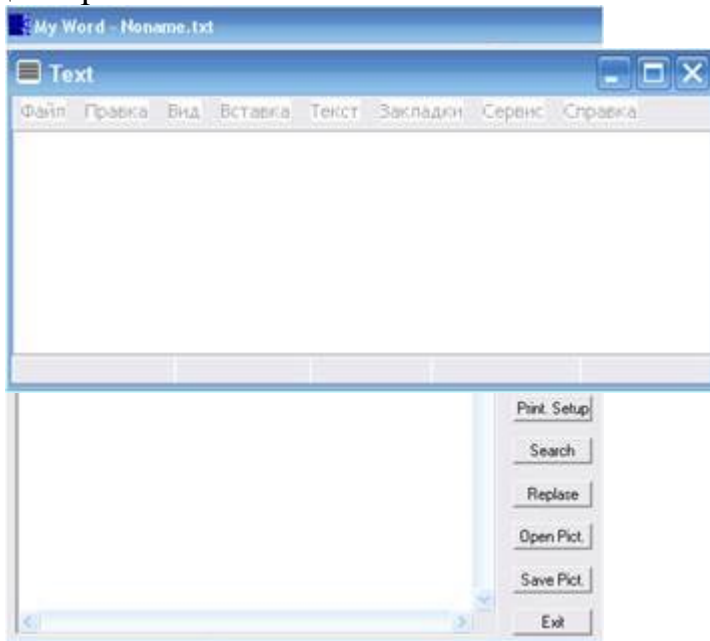 My Word - Noname.txt
Text
Файл Правка Вид Вставка Текст Закладки Сервис Справка
Print. Setup
Search
Replase
Open Pict.
Save Pict.
Exit